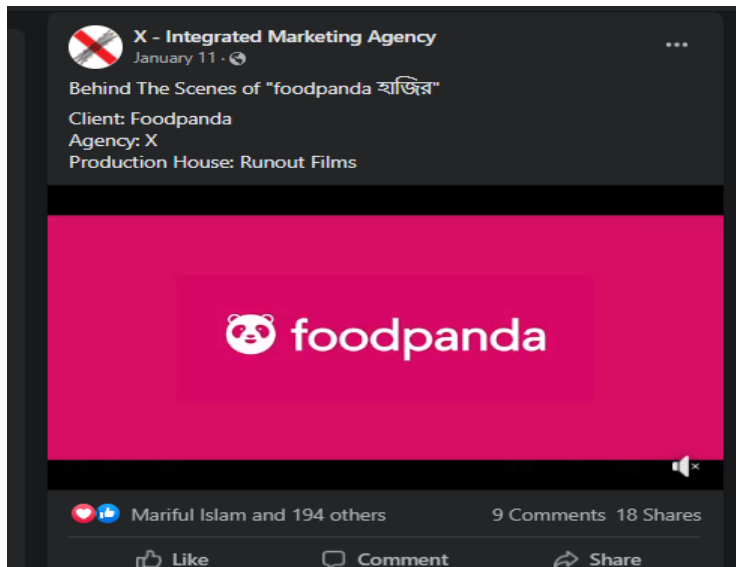 X - Integrated Marketing Agency
January 11 ·
Behind The Scenes of "foodpanda হাজির"
Client: Foodpanda
Agency: X
Production House: Runout Films
foodpanda
Mariful Islam and 194 others 9 Comments 18 Shares
Like Comment Share